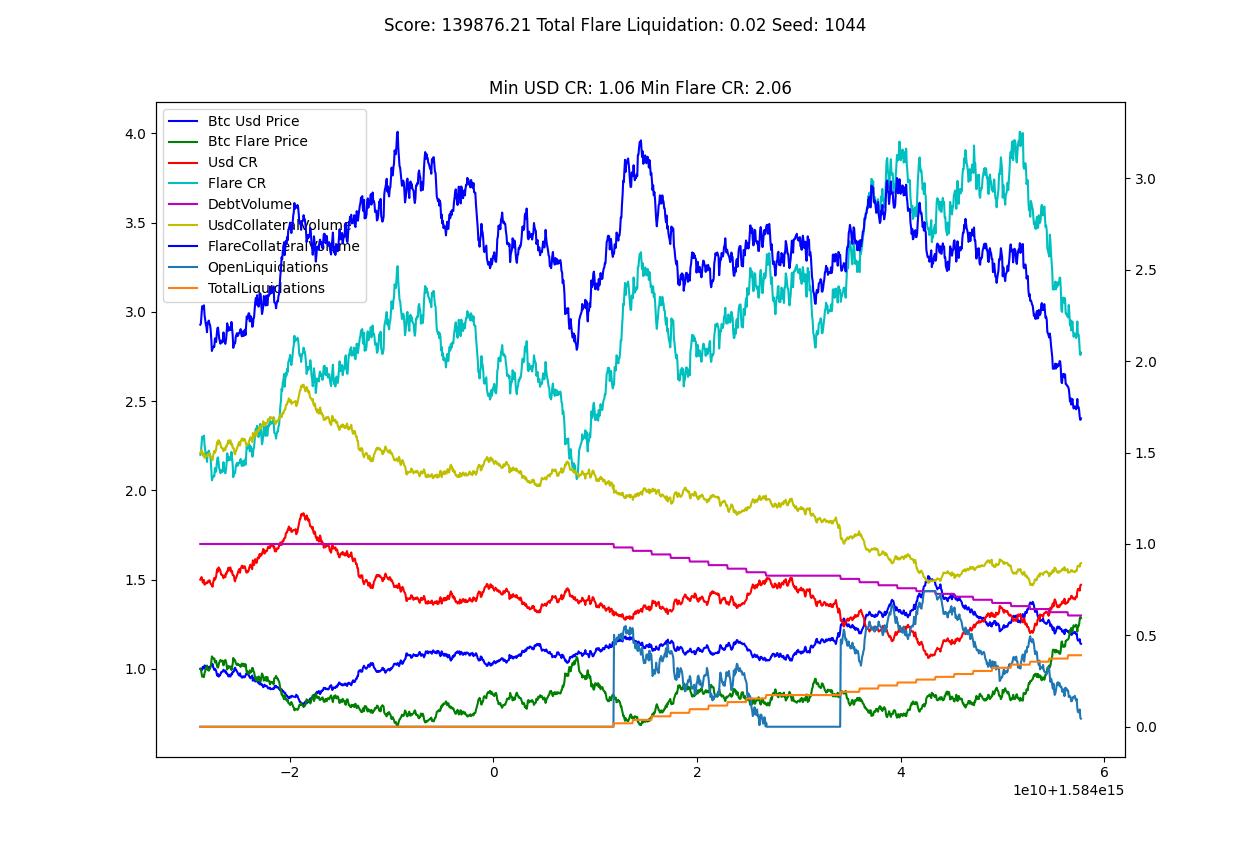 Score: 139876.21 Total Flare Liquidation: 0.02 Seed: 1044
Min USD CR: 1.06 Min Flare CR: 2.06
Btc Usd Price
Btc Flare Price
Usd CR
Flare CR
DebtVolume
UsdCollateralVolume
FlareCollateralVolume
OpenLiquidations
TotalLiquidations
4.0
3.5
3.0
2.5
2.0
1.5
1.0
3.0
2.5
2.0
1.5
1.0
0.5
0.0
−2 0 2 4 6
1e10+1.584e15